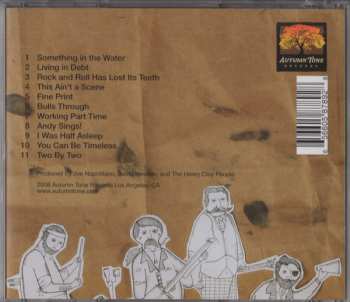 1 Something in the Water
2 Living in Debt
3 Rock and Roll Has Lost Its Teeth
4 This Ain't a Scene
5 Fine Print
6 Bulls Through
7 Working Part Time
8 Andy Sings!
9 I Was Half Asleep
10 You Can Be Timeless
11 Two By Two
Produced by Joe Napolitano, and The Henry Clay People
2008 Autumn Tone Records Los Angeles, CA
www.autumntone.com
AUTUMN TONE
RECORDS